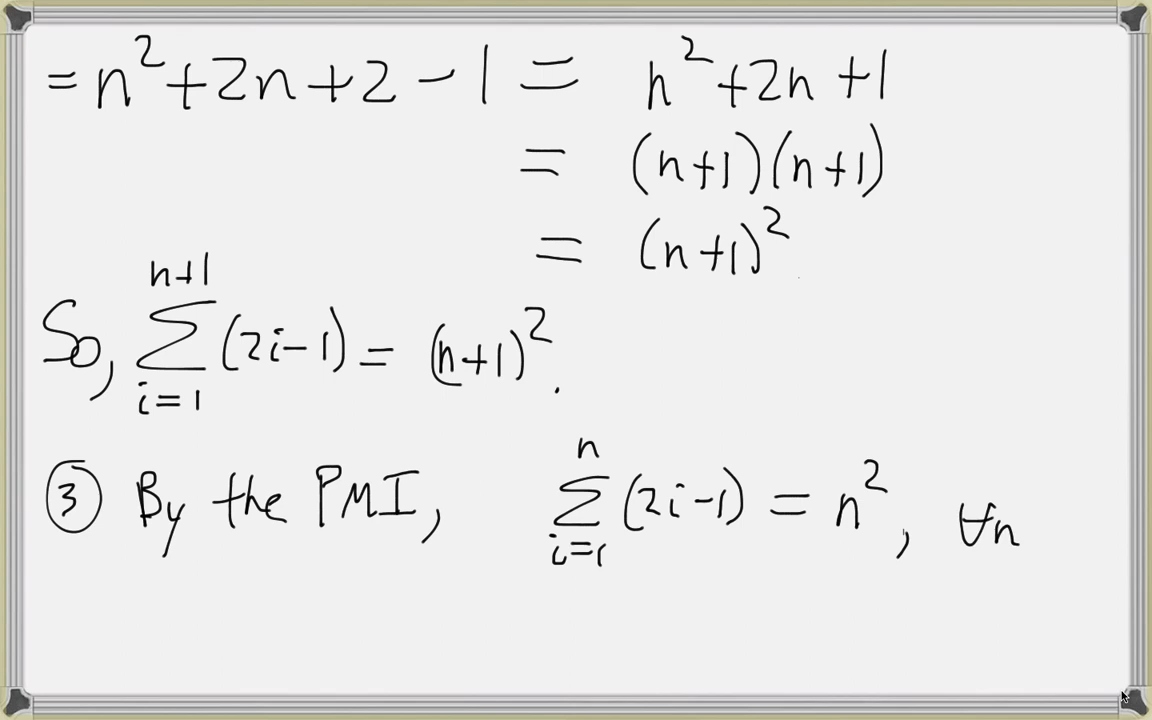 = n² + 2n + 2 - 1 = n² + 2n + 1
= (n+1)(n+1)
= (n+1)²
So, ∑_{i=1}^{n+1} (2i-1) = (n+1)².
③ By the PMI, ∑_{i=1}^{n} (2i-1) = n², ∀n